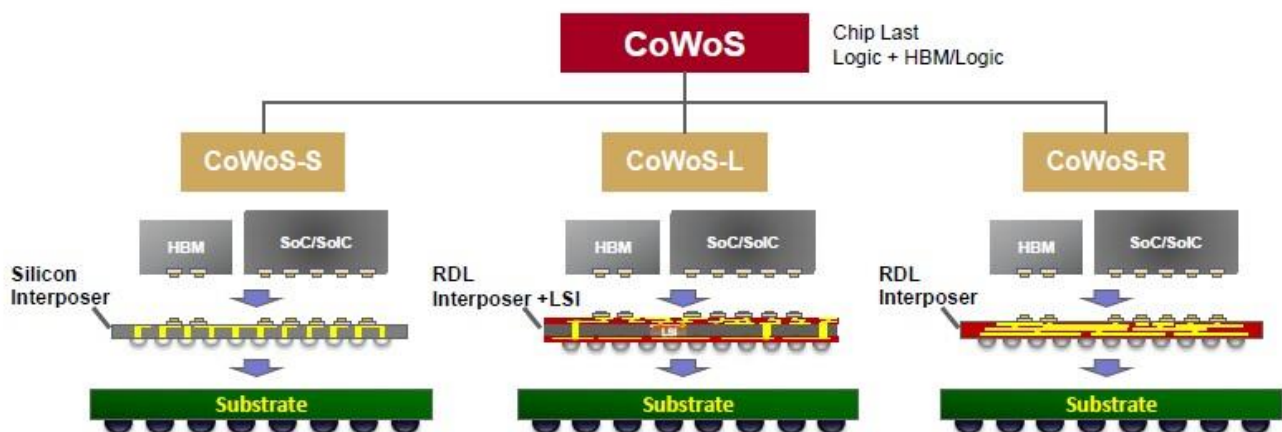 CoWoS
Chip Last
Logic + HBM/Logic
CoWoS-S
CoWoS-L
CoWoS-R
HBM
SoC/SoIC
HBM
SoC/SoIC
HBM
SoC/SoIC
Silicon
Interposer
RDL
Interposer +LSI
RDL
Interposer
LSI
Substrate
Substrate
Substrate